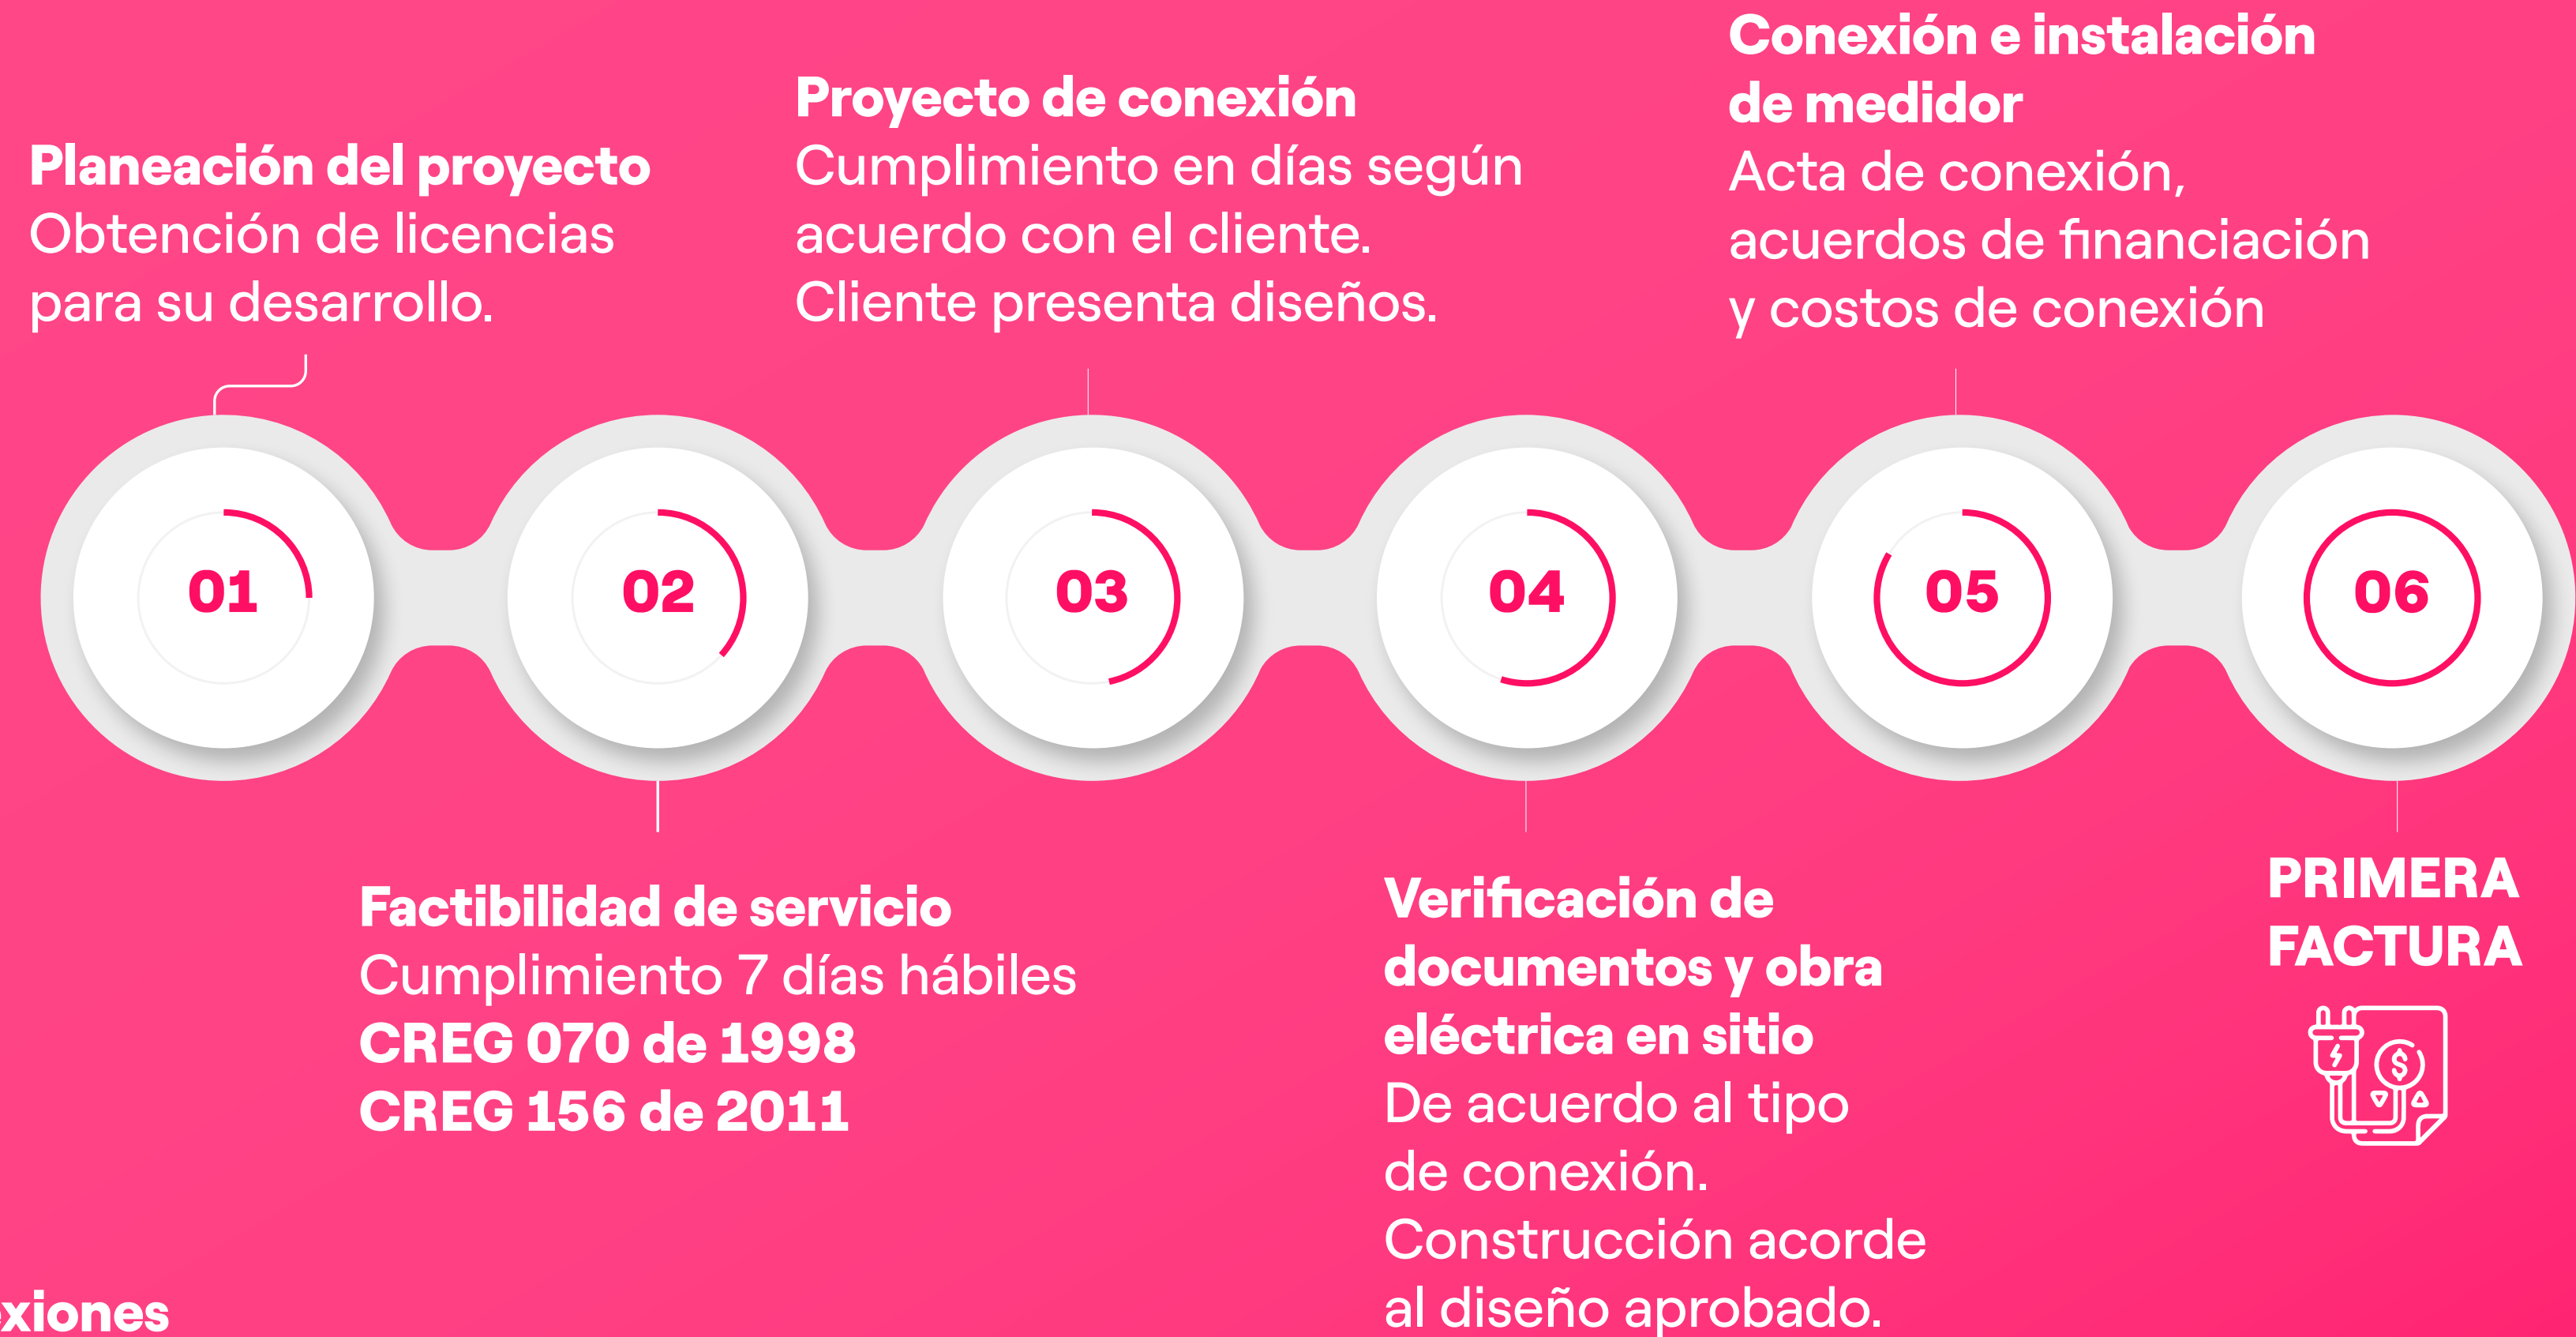 Planeación del proyecto
Obtención de licencias
para su desarrollo.
Proyecto de conexión
Cumplimiento en días según
acuerdo con el cliente.
Cliente presenta diseños.
Conexión e instalación
de medidor
Acta de conexión,
acuerdos de financiación
y costos de conexión
01
02
03
04
05
06
Factibilidad de servicio
Cumplimiento 7 días hábiles
CREG 070 de 1998
CREG 156 de 2011
Verificación de
documentos y obra
eléctrica en sitio
De acuerdo al tipo
de conexión.
Construcción acorde
al diseño aprobado.
PRIMERA
FACTURA
$
xiones